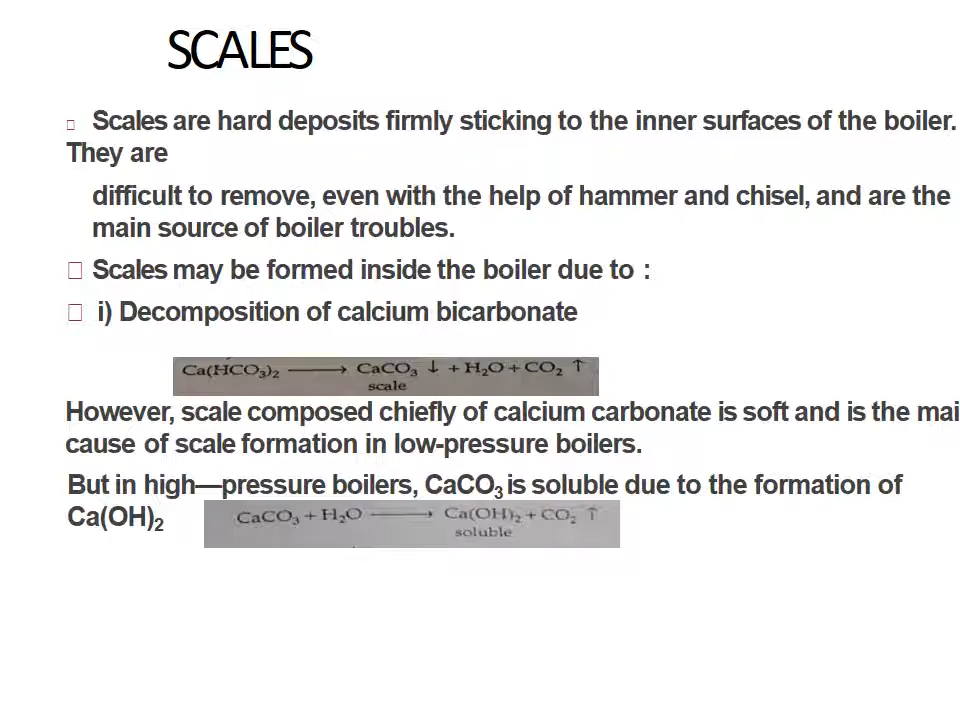 SCALES
Scales are hard deposits firmly sticking to the inner surfaces of the boiler.
They are
difficult to remove, even with the help of hammer and chisel, and are the
main source of boiler troubles.
Scales may be formed inside the boiler due to :
i) Decomposition of calcium bicarbonate
Ca(HCO₃)₂ ⟶ CaCO₃ ↓ + H₂O + CO₂ ↑
scale
However, scale composed chiefly of calcium carbonate is soft and is the mai
cause of scale formation in low-pressure boilers.
But in high—pressure boilers, CaCO₃ is soluble due to the formation of
Ca(OH)₂
CaCO₃ + H₂O ⟶ Ca(OH)₂ + CO₂ ↑
soluble